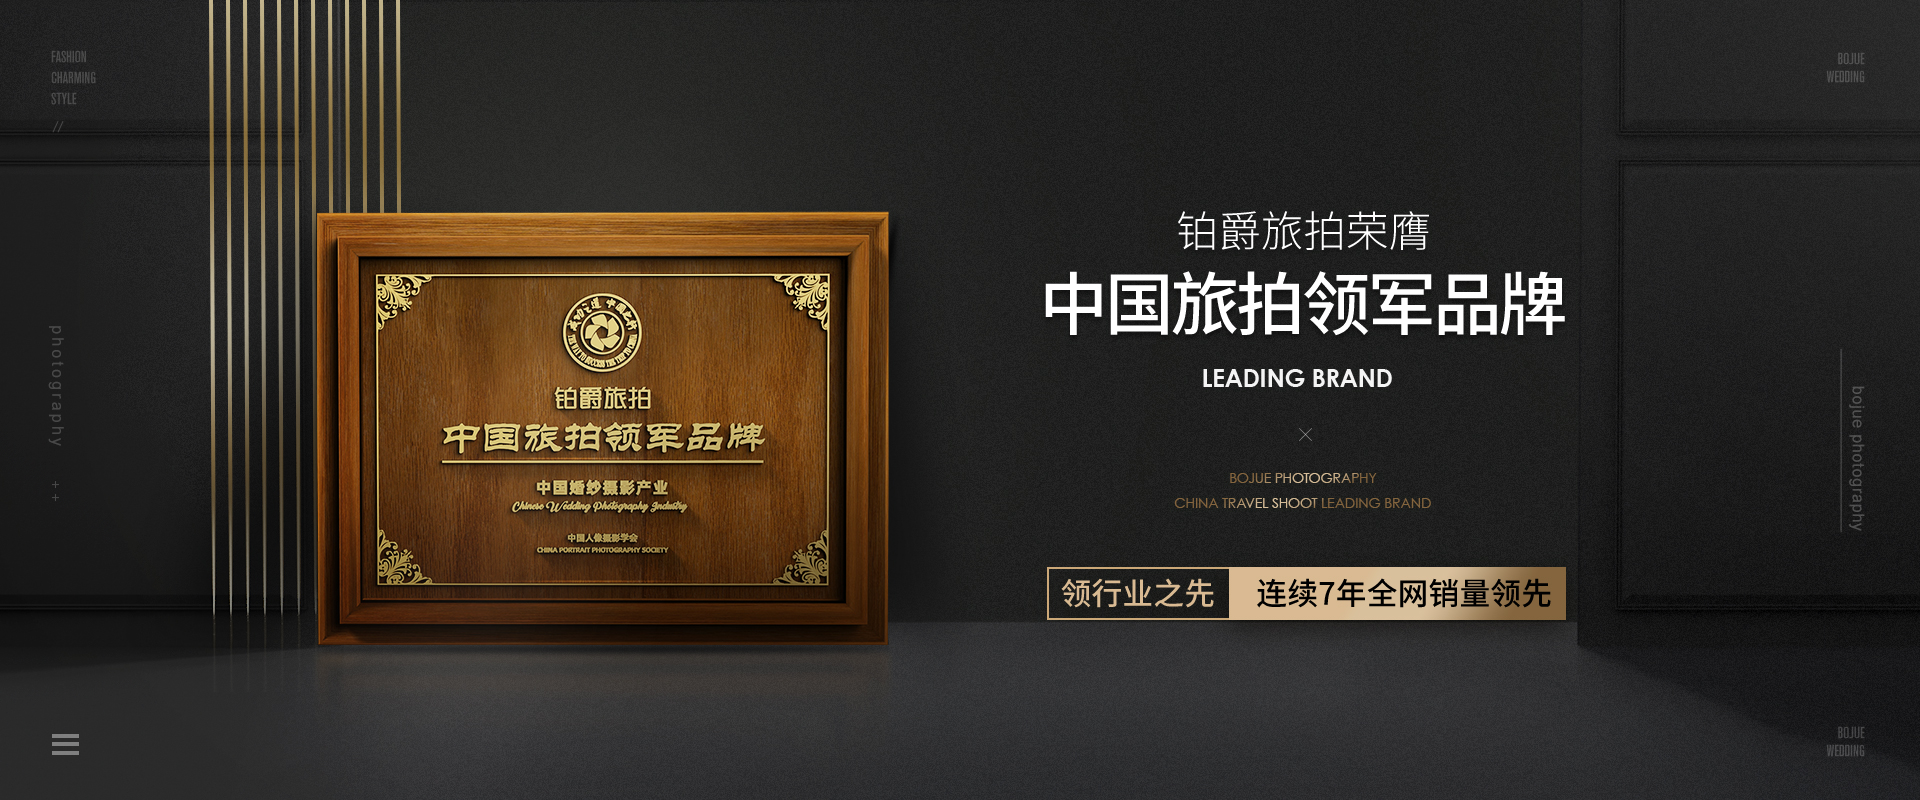 FASHION
CHARMING
STYLE
//
BOJUE
WEDDING
photography
++
铂爵旅拍
中国旅拍领军品牌
中国婚纱摄影产业
Chinese Wedding Photography Industry
中国人像摄影学会
CHINA PORTRAIT PHOTOGRAPHY SOCIETY
铂爵旅拍荣膺
中国旅拍领军品牌
LEADING BRAND
BOJUE PHOTOGRAPHY
CHINA TRAVEL SHOOT LEADING BRAND
领行业之先
连续7年全网销量领先
bojue photography
BOJUE
WEDDING